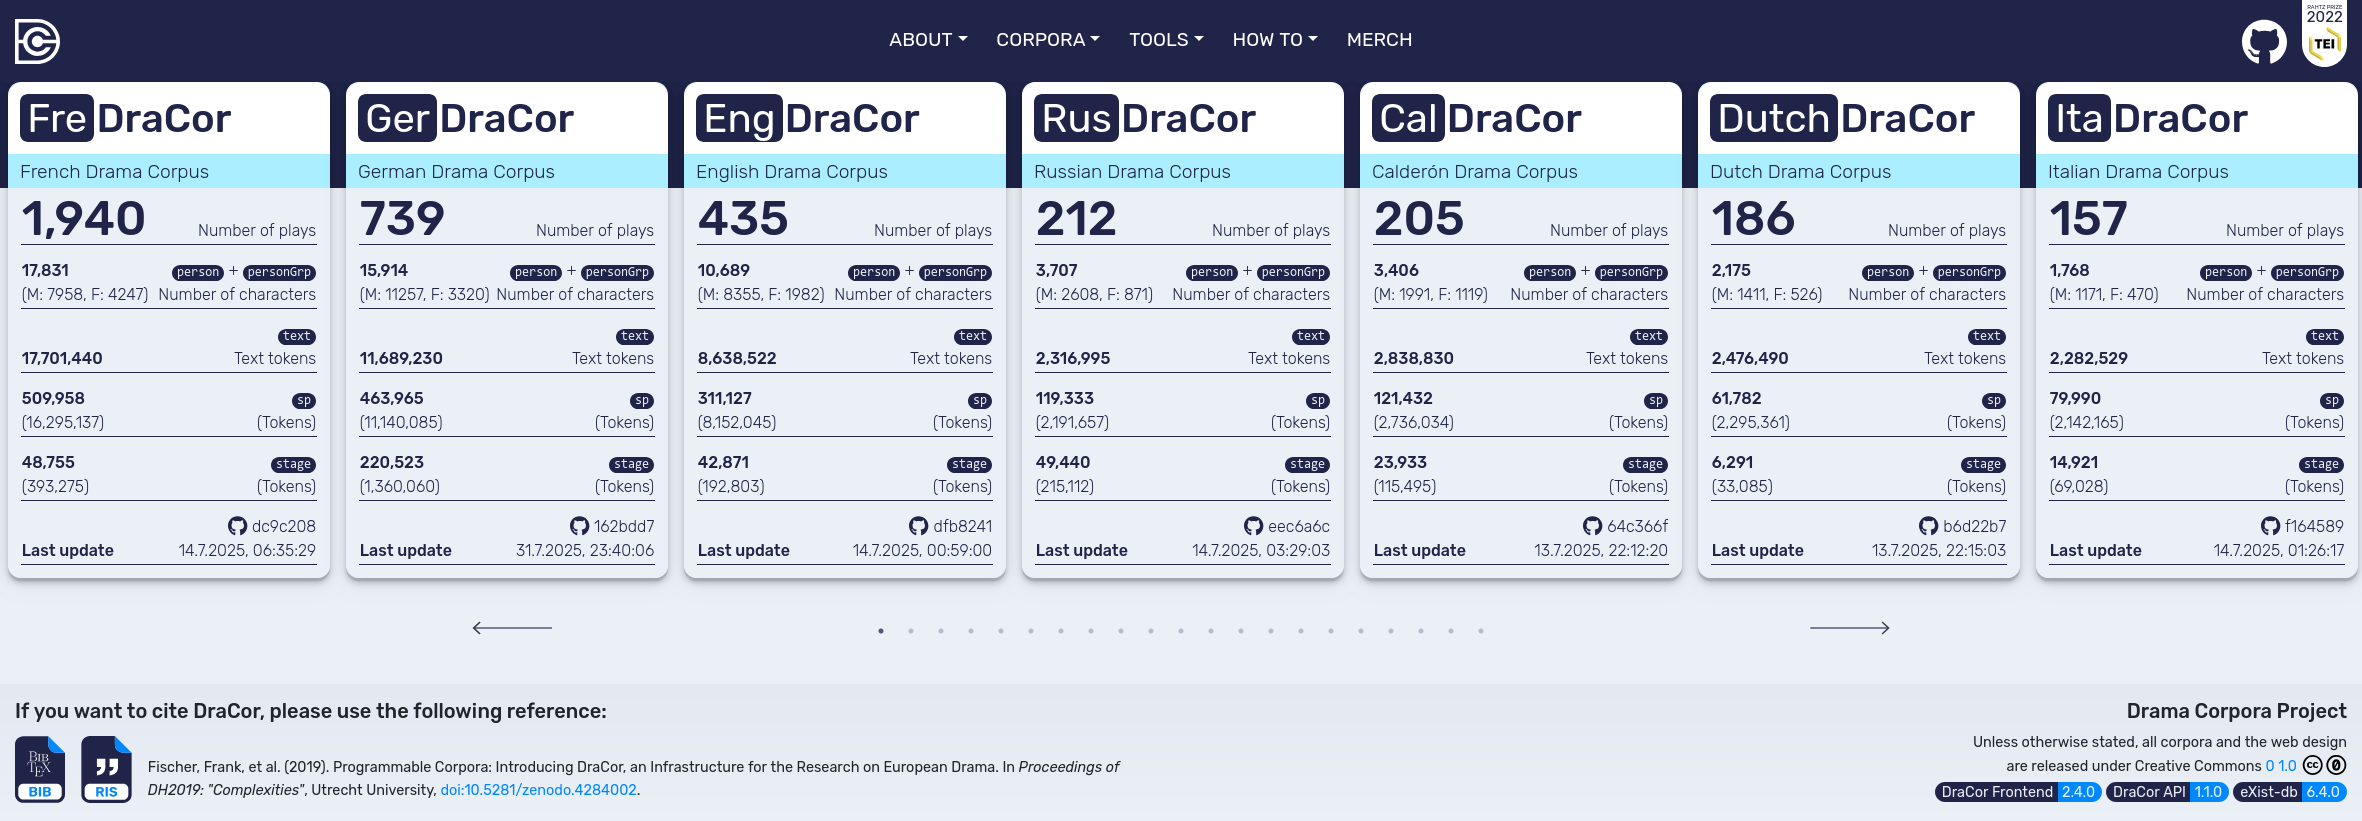 ABOUT CORPORA TOOLS HOW TO MERCH
RAHTZ PRIZE
2022
TEI
FreDraCor
French Drama Corpus
1,940 Number of plays
17,831 person + personGrp
(M: 7958, F: 4247) Number of characters
text
17,701,440 Text tokens
509,958 sp
(16,295,137) (Tokens)
48,755 stage
(393,275) (Tokens)
dc9c208
Last update 14.7.2025, 06:35:29
GerDraCor
German Drama Corpus
739 Number of plays
15,914 person + personGrp
(M: 11257, F: 3320) Number of characters
text
11,689,230 Text tokens
463,965 sp
(11,140,085) (Tokens)
220,523 stage
(1,360,060) (Tokens)
162bdd7
Last update 31.7.2025, 23:40:06
EngDraCor
English Drama Corpus
435 Number of plays
10,689 person + personGrp
(M: 8355, F: 1982) Number of characters
text
8,638,522 Text tokens
311,127 sp
(8,152,045) (Tokens)
42,871 stage
(192,803) (Tokens)
dfb8241
Last update 14.7.2025, 00:59:00
RusDraCor
Russian Drama Corpus
212 Number of plays
3,707 person + personGrp
(M: 2608, F: 871) Number of characters
text
2,316,995 Text tokens
119,333 sp
(2,191,657) (Tokens)
49,440 stage
(215,112) (Tokens)
eec6a6c
Last update 14.7.2025, 03:29:03
CalDraCor
Calderón Drama Corpus
205 Number of plays
3,406 person + personGrp
(M: 1991, F: 1119) Number of characters
text
2,838,830 Text tokens
121,432 sp
(2,736,034) (Tokens)
23,933 stage
(115,495) (Tokens)
64c366f
Last update 13.7.2025, 22:12:20
DutchDraCor
Dutch Drama Corpus
186 Number of plays
2,175 person + personGrp
(M: 1411, F: 526) Number of characters
text
2,476,490 Text tokens
61,782 sp
(2,295,361) (Tokens)
6,291 stage
(33,085) (Tokens)
b6d22b7
Last update 13.7.2025, 22:15:03
ItaDraCor
Italian Drama Corpus
157 Number of plays
1,768 person + personGrp
(M: 1171, F: 470) Number of characters
text
2,282,529 Text tokens
79,990 sp
(2,142,165) (Tokens)
14,921 stage
(69,028) (Tokens)
f164589
Last update 14.7.2025, 01:26:17
If you want to cite DraCor, please use the following reference:
BIBTEX
BIB
RIS
Fischer, Frank, et al. (2019). Programmable Corpora: Introducing DraCor, an Infrastructure for the Research on European Drama. In Proceedings of
DH2019: "Complexities", Utrecht University, doi:10.5281/zenodo.4284002.
Drama Corpora Project
Unless otherwise stated, all corpora and the web design
are released under Creative Commons 0 1.0
DraCor Frontend 2.4.0 DraCor API 1.1.0 eXist-db 6.4.0